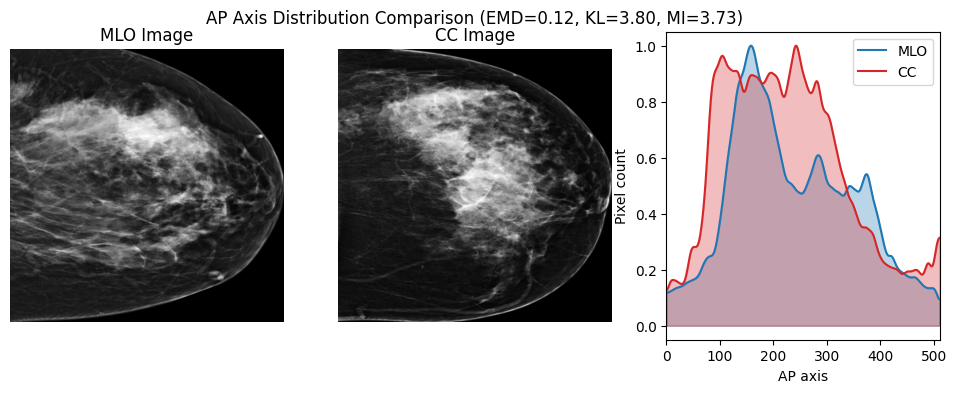 AP Axis Distribution Comparison (EMD=0.12, KL=3.80, MI=3.73)
MLO Image
CC Image
MLO
CC
Pixel count
1.0
0.8
0.6
0.4
0.2
0.0
0 100 200 300 400 500
AP axis